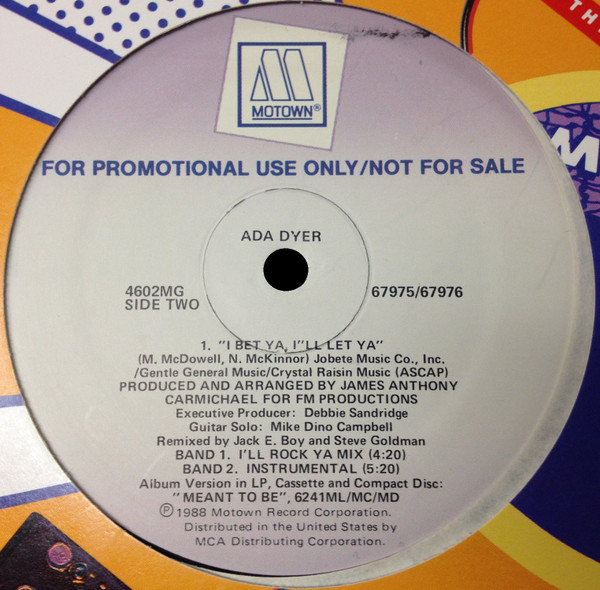 MOTOWN®
FOR PROMOTIONAL USE ONLY/NOT FOR SALE
ADA DYER
4602MG
SIDE TWO
67975/67976
1. "I BET YA, I"LL LET YA"
(M. McDowell, N. McKinnor) Jobete Music Co., Inc.
/Gentle General Music/Crystal Raisin Music (ASCAP)
PRODUCED AND ARRANGED BY JAMES ANTHONY
CARMICHAEL FOR FM PRODUCTIONS
Executive Producer: Debbie Sandridge
Guitar Solo: Mike Dino Campbell
Remixed by Jack E. Boy and Steve Goldman
BAND 1. I'LL ROCK YA MIX (4:20)
BAND 2. INSTRUMENTAL (5:20)
Album Version in LP, Cassette and Compact Disc:
"MEANT TO BE", 6241ML/MC/MD
Ⓟ1988 Motown Record Corporation.
Distributed in the United States by
MCA Distributing Corporation.
TH
M